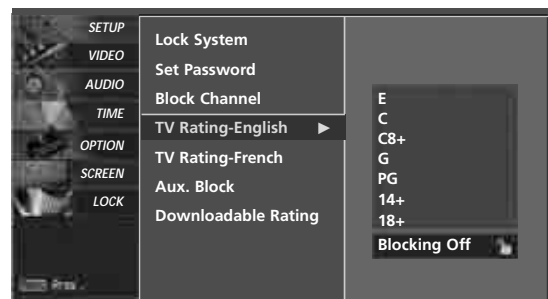 SETUP
VIDEO
AUDIO
TIME
OPTION
SCREEN
LOCK
Lock System
Set Password
Block Channel
TV Rating-English ►
TV Rating-French
Aux. Block
Downloadable Rating
E
C
C8+
G
PG
14+
18+
Blocking Off